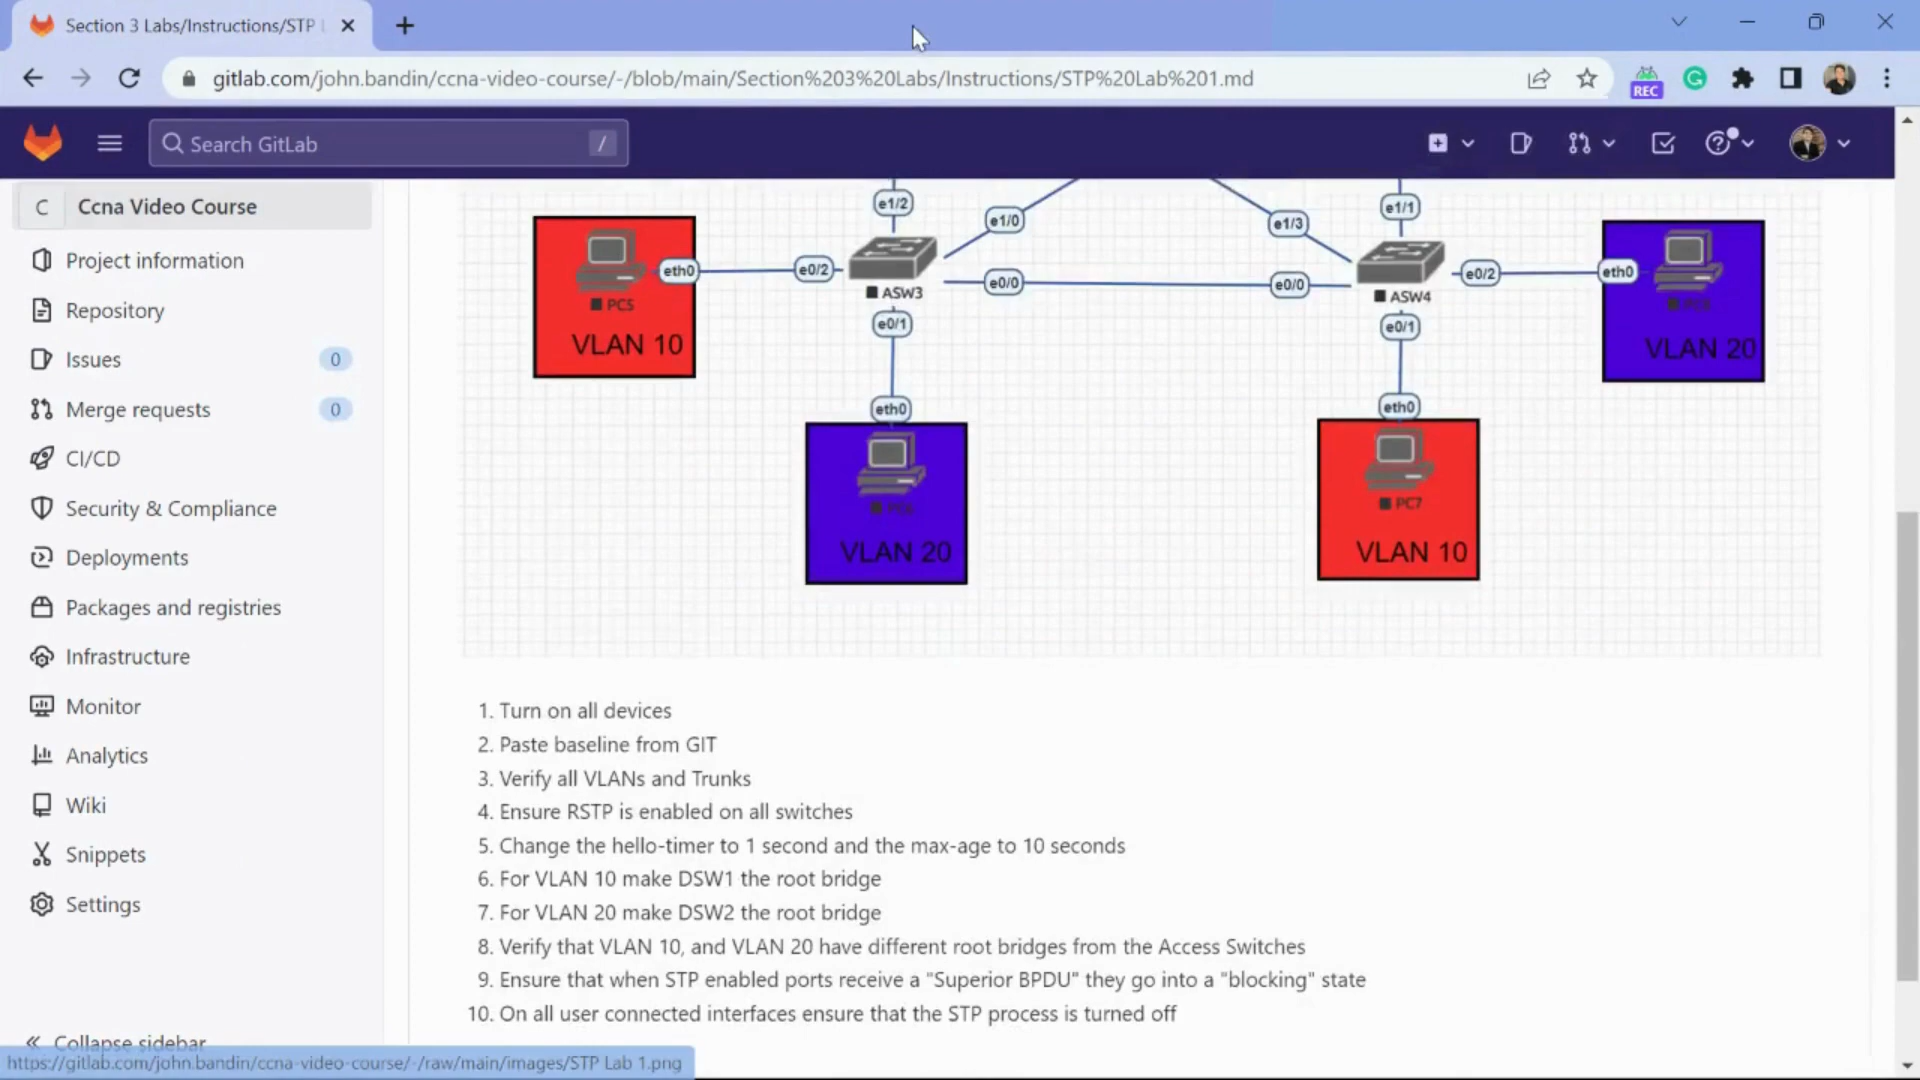 Section 3 Labs/Instructions/STP
gitlab.com/john.bandin/ccna-video-course/-/blob/main/Section%203%20Labs/Instructions/STP%20Lab%201.md
REC
Search GitLab
/
C
Ccna Video Course
Project information
Repository
Issues
0
Merge requests
0
CI/CD
Security & Compliance
Deployments
Packages and registries
Infrastructure
Monitor
Analytics
Wiki
Snippets
Settings
Collapse sidebar
https://gitlab.com/john.bandin/ccna-video-course/-/raw/main/images/STP Lab 1.png
e1/2
e1/0
e1/3
e1/1
eth0
e0/2
e0/0
e0/0
e0/2
eth0
PC5
ASW3
ASW4
VLAN 10
e0/1
e0/1
VLAN 20
eth0
eth0
PC7
VLAN 20
VLAN 10
1. Turn on all devices
2. Paste baseline from GIT
3. Verify all VLANs and Trunks
4. Ensure RSTP is enabled on all switches
5. Change the hello-timer to 1 second and the max-age to 10 seconds
6. For VLAN 10 make DSW1 the root bridge
7. For VLAN 20 make DSW2 the root bridge
8. Verify that VLAN 10, and VLAN 20 have different root bridges from the Access Switches
9. Ensure that when STP enabled ports receive a "Superior BPDU" they go into a "blocking" state
10. On all user connected interfaces ensure that the STP process is turned off